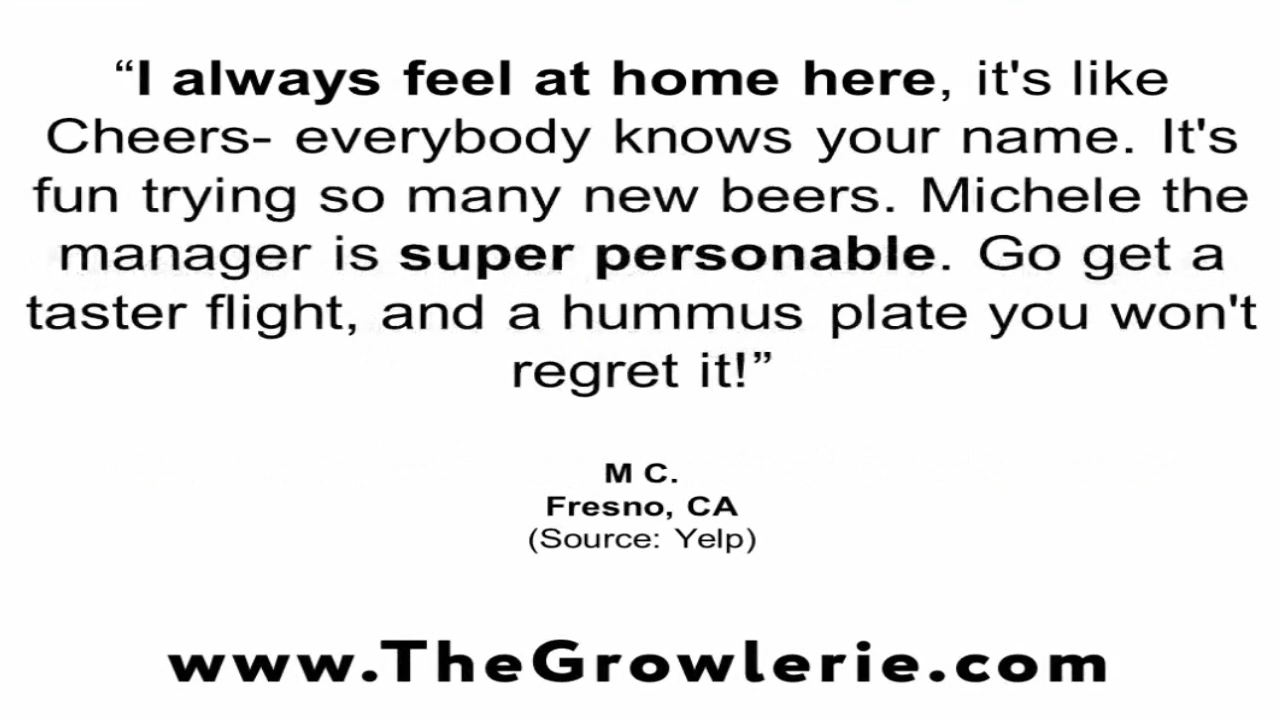 “I always feel at home here, it's like
Cheers- everybody knows your name. It's
fun trying so many new beers. Michele the
manager is super personable. Go get a
taster flight, and a hummus plate you won't
regret it!”
M C.
Fresno, CA
(Source: Yelp)
www.TheGrowlerie.com